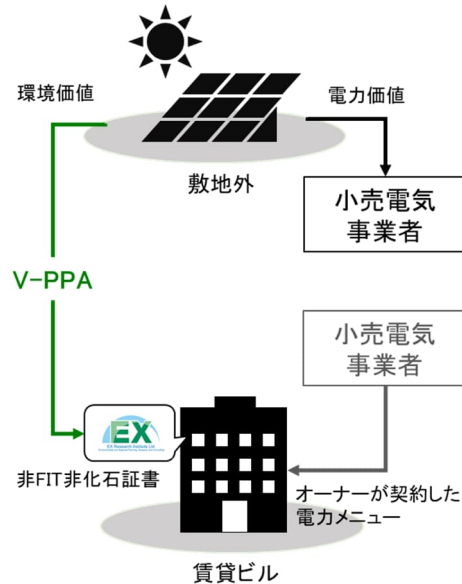 環境価値
電力価値
敷地外
小売電気
事業者
V-PPA
小売電気
事業者
EX
非FIT非化石証書
オーナーが契約した
電力メニュー
賃貸ビル